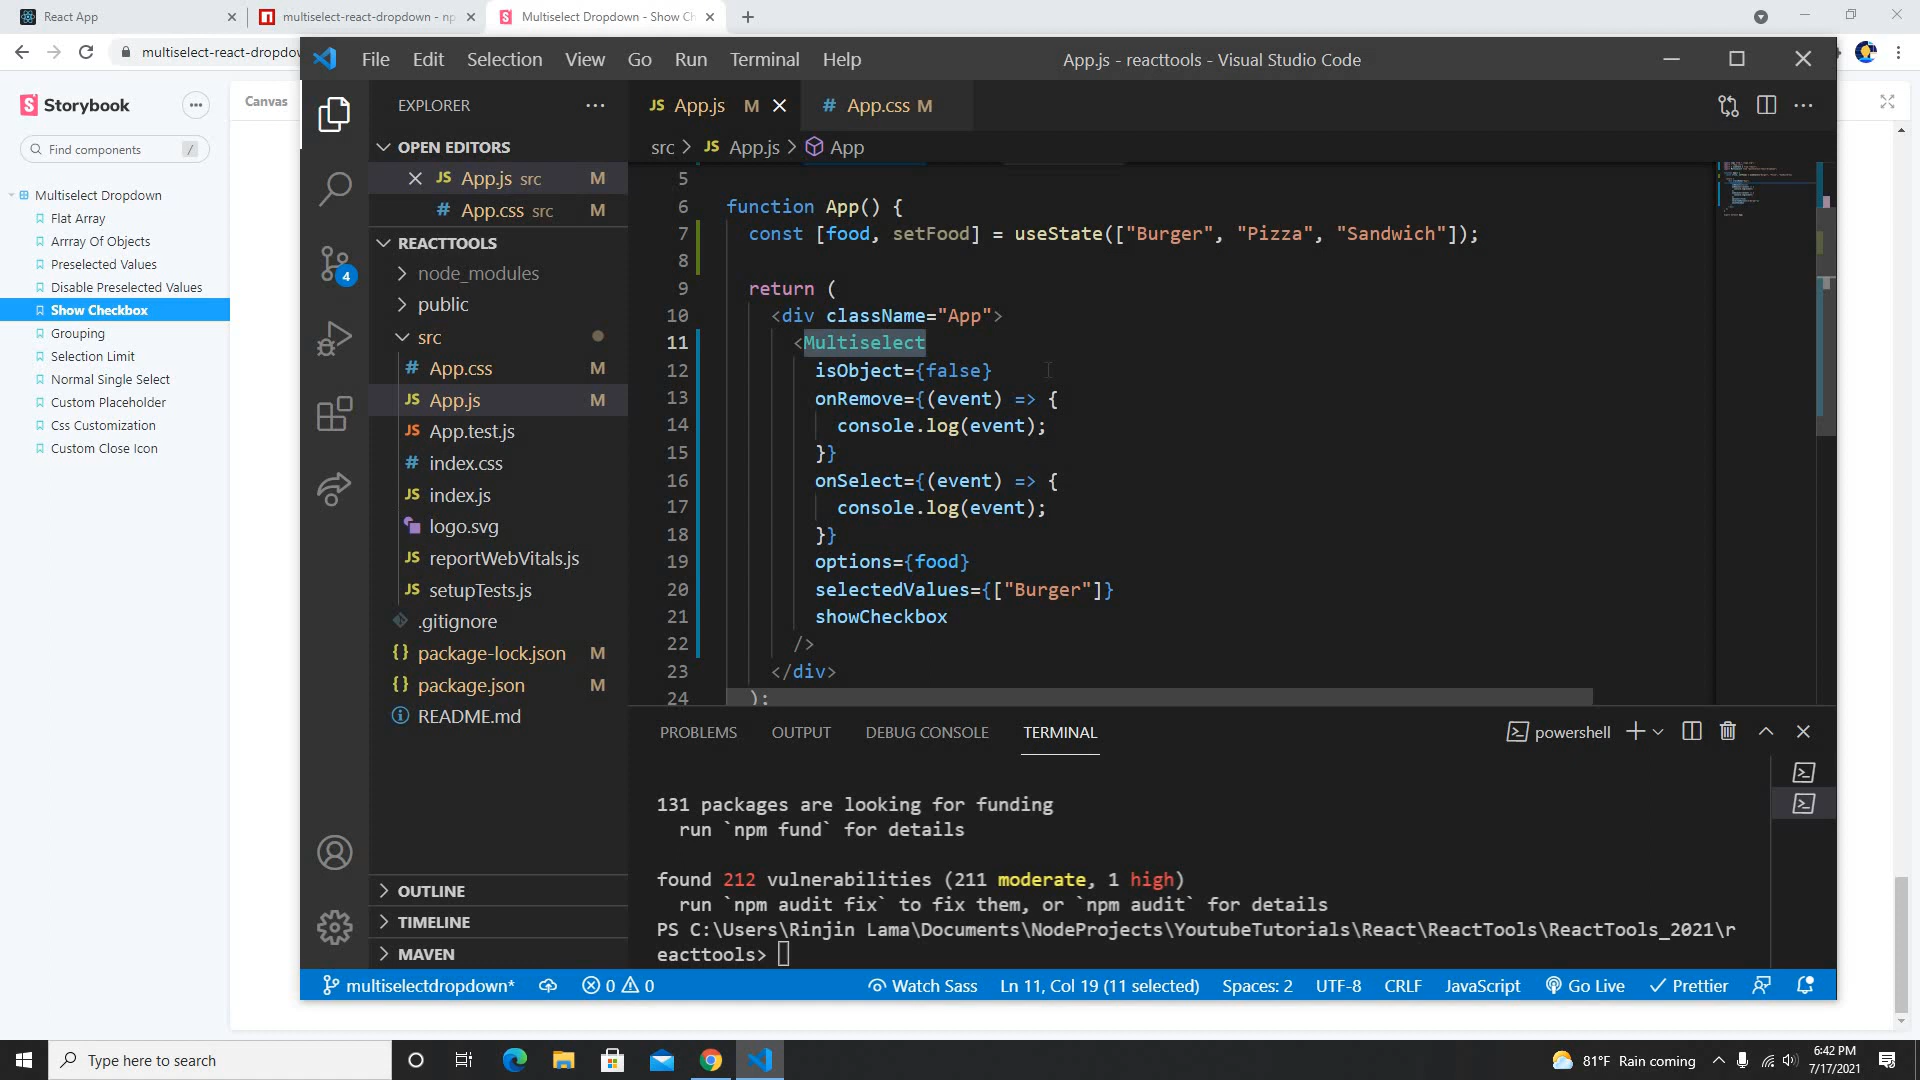 React App
multiselect-react-dropdown - np
Multiselect Dropdown - Show Ch
multiselect-react-dropdow
Storybook
Find components
/
Multiselect Dropdown
Flat Array
Arrray Of Objects
Preselected Values
Disable Preselected Values
Show Checkbox
Grouping
Selection Limit
Normal Single Select
Custom Placeholder
Css Customization
Custom Close Icon
Canvas
File Edit Selection View Go Run Terminal Help
App.js - reacttools - Visual Studio Code
EXPLORER
OPEN EDITORS
JS App.js src M
# App.css src M
REACTTOOLS
node_modules
public
src
# App.css M
JS App.js M
JS App.test.js
# index.css
JS index.js
logo.svg
JS reportWebVitals.js
JS setupTests.js
.gitignore
{} package-lock.json M
{} package.json M
README.md
OUTLINE
TIMELINE
MAVEN
4
JS App.js M
# App.css M
src > JS App.js > App
5
6 function App() {
7 const [food, setFood] = useState(["Burger", "Pizza", "Sandwich"]);
8
9 return (
10 <div className="App">
11 <Multiselect
12 isObject={false}
13 onRemove={(event) => {
14 console.log(event);
15 }}
16 onSelect={(event) => {
17 console.log(event);
18 }}
19 options={food}
20 selectedValues={["Burger"]}
21 showCheckbox
22 />
23 </div>
24 );
PROBLEMS OUTPUT DEBUG CONSOLE TERMINAL
powershell
131 packages are looking for funding
run `npm fund` for details
found 212 vulnerabilities (211 moderate, 1 high)
run `npm audit fix` to fix them, or `npm audit` for details
PS C:\Users\Rinjin Lama\Documents\NodeProjects\YoutubeTutorials\React\ReactTools\ReactTools_2021\r
eacttools>
multiselectdropdown* 0 0 Watch Sass Ln 11, Col 19 (11 selected) Spaces: 2 UTF-8 CRLF JavaScript Go Live Prettier
Type here to search
81°F Rain coming
6:42 PM
7/17/2021